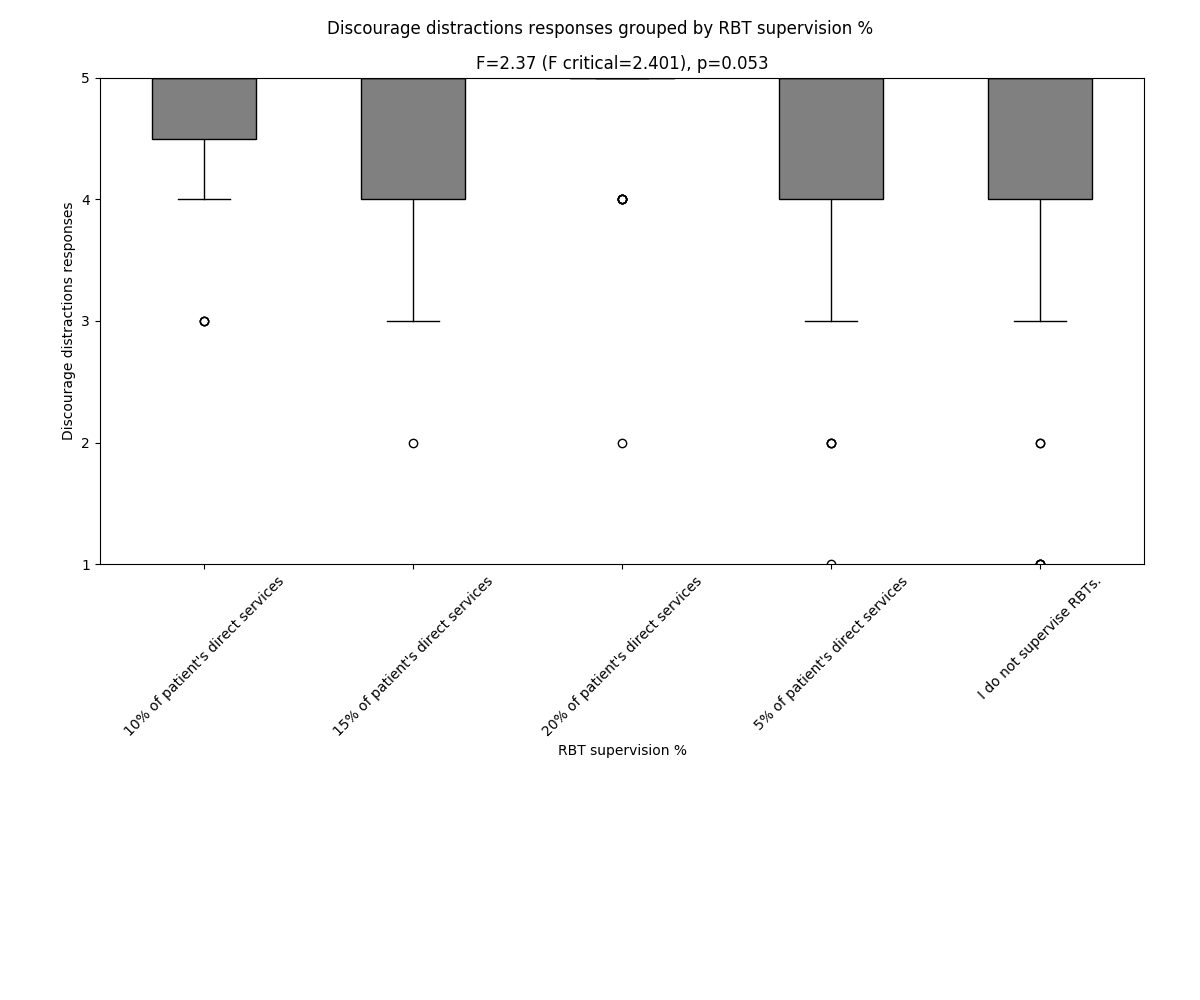 Discourage distractions responses grouped by RBT supervision %
F=2.37 (F critical=2.401), p=0.053
Discourage distractions responses
5
4
3
2
1
10% of patient's direct services
15% of patient's direct services
20% of patient's direct services
5% of patient's direct services
I do not supervise RBTs.
RBT supervision %